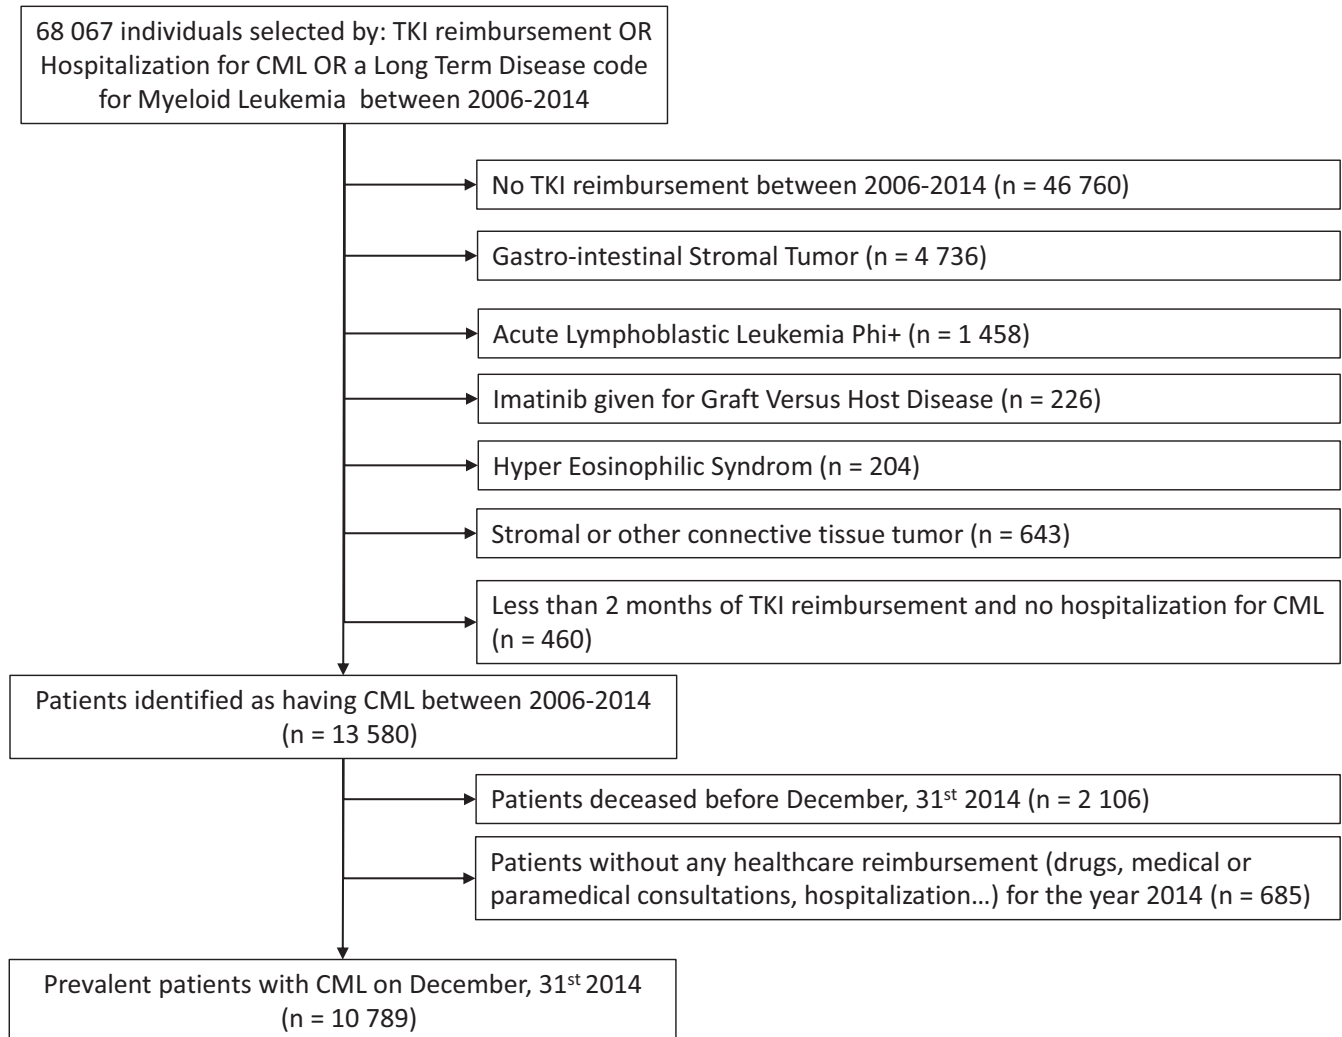 68 067 individuals selected by: TKI reimbursement OR
Hospitalization for CML OR a Long Term Disease code
for Myeloid Leukemia between 2006-2014
No TKI reimbursement between 2006-2014 (n = 46 760)
Gastro-intestinal Stromal Tumor (n = 4 736)
Acute Lymphoblastic Leukemia Phi+ (n = 1 458)
Imatinib given for Graft Versus Host Disease (n = 226)
Hyper Eosinophilic Syndrom (n = 204)
Stromal or other connective tissue tumor (n = 643)
Less than 2 months of TKI reimbursement and no hospitalization for CML
(n = 460)
Patients identified as having CML between 2006-2014
(n = 13 580)
Patients deceased before December, 31st 2014 (n = 2 106)
Patients without any healthcare reimbursement (drugs, medical or
paramedical consultations, hospitalization…) for the year 2014 (n = 685)
Prevalent patients with CML on December, 31st 2014
(n = 10 789)